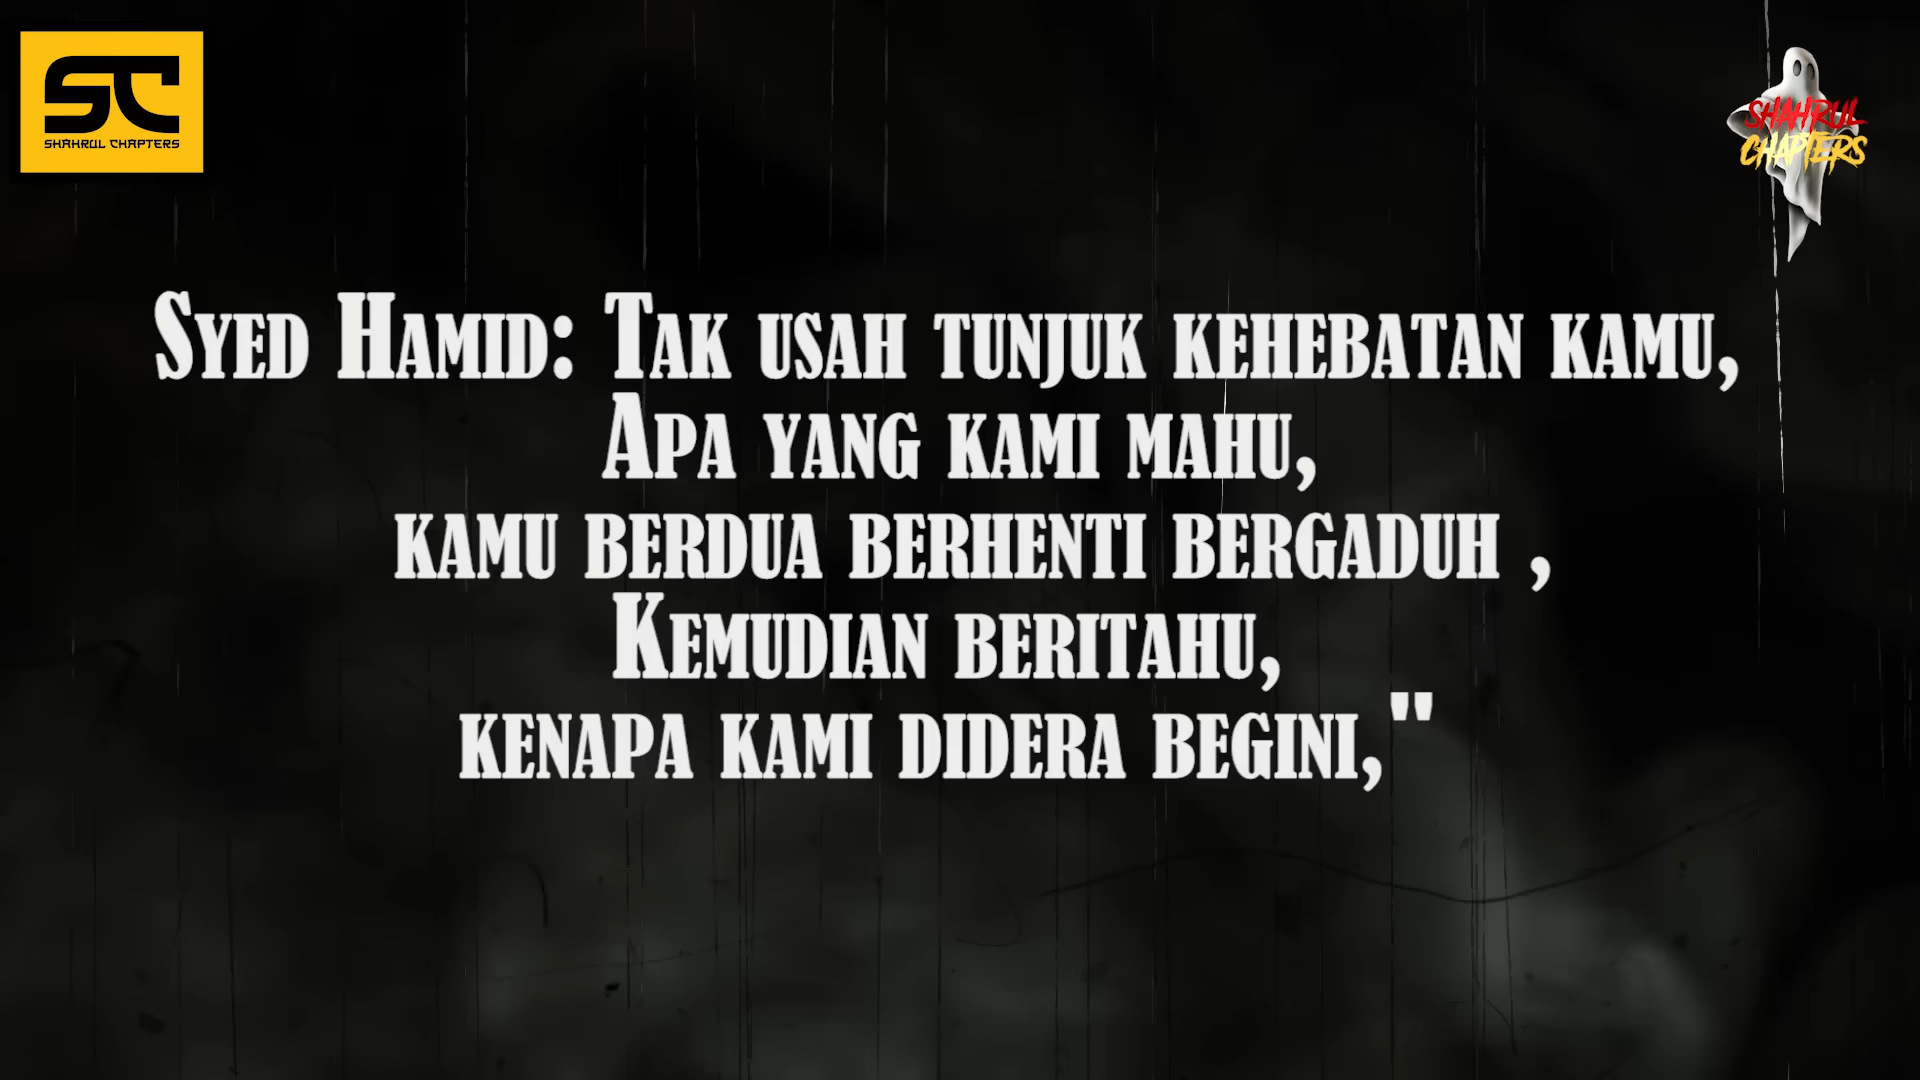 SC
SHAHRUL CHAPTERS
SHAHRUL
CHAPTERS
Syed Hamid: Tak usah tunjuk kehebatan kamu,
Apa yang kami mahu,
kamu berdua berhenti bergaduh ,
Kemudian beritahu,
kenapa kami didera begini,"